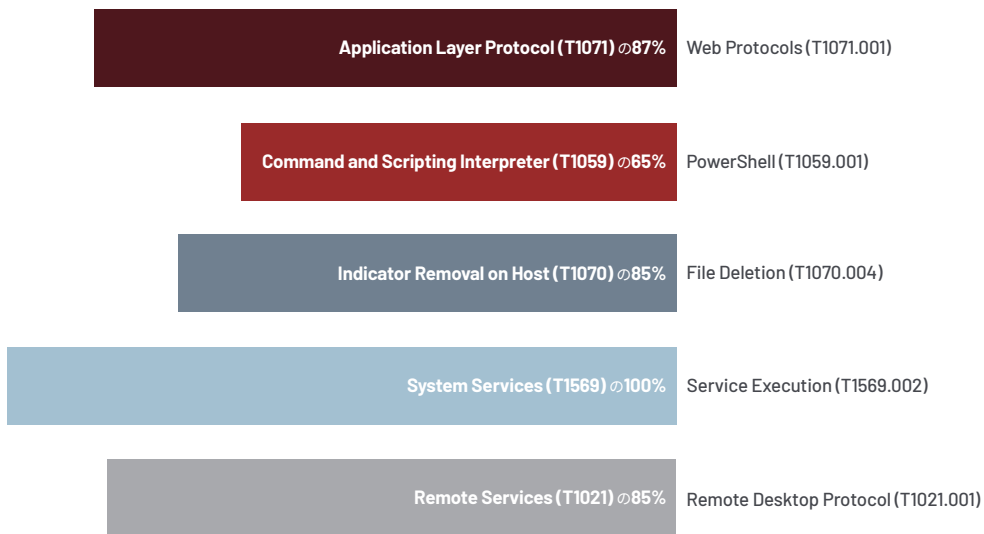 Application Layer Protocol (T1071) の87% Web Protocols (T1071.001)
Command and Scripting Interpreter (T1059) の65% PowerShell (T1059.001)
Indicator Removal on Host (T1070) の85% File Deletion (T1070.004)
System Services (T1569) の100% Service Execution (T1569.002)
Remote Services (T1021) の85% Remote Desktop Protocol (T1021.001)